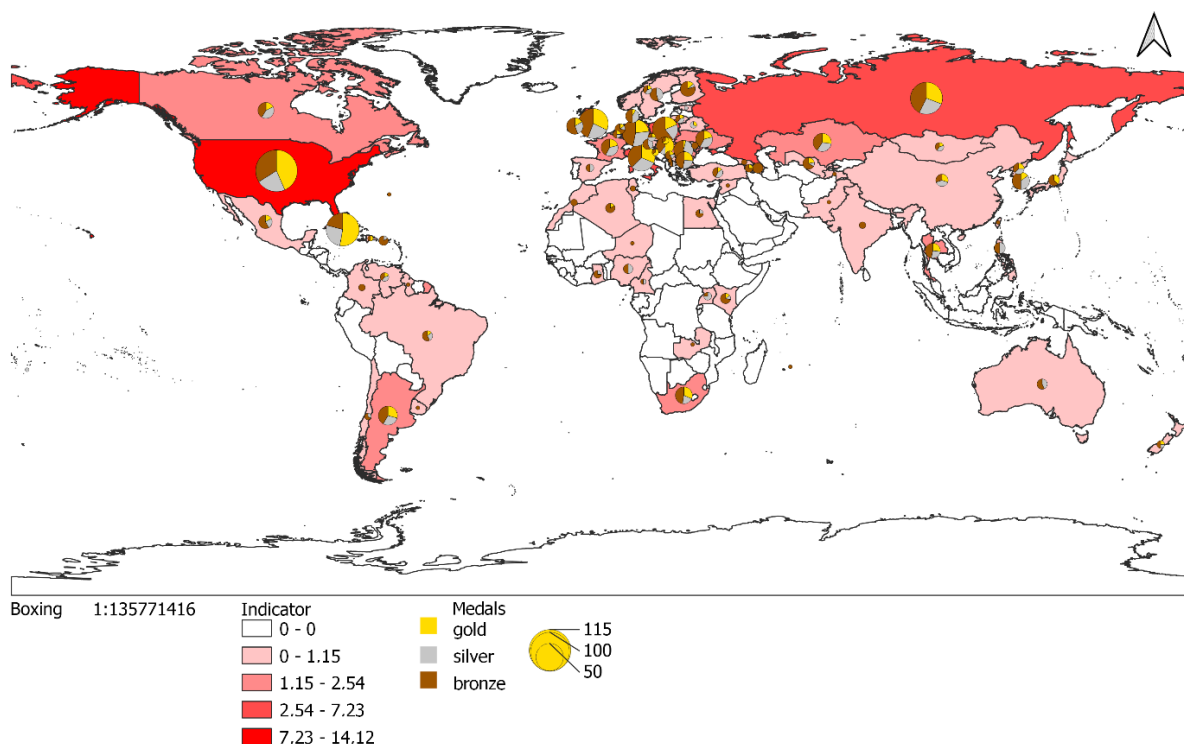 Boxing 1:135771416
Indicator
0 - 0
0 - 1.15
1.15 - 2.54
2.54 - 7.23
7.23 - 14.12
Medals
gold
silver
bronze
115
100
50